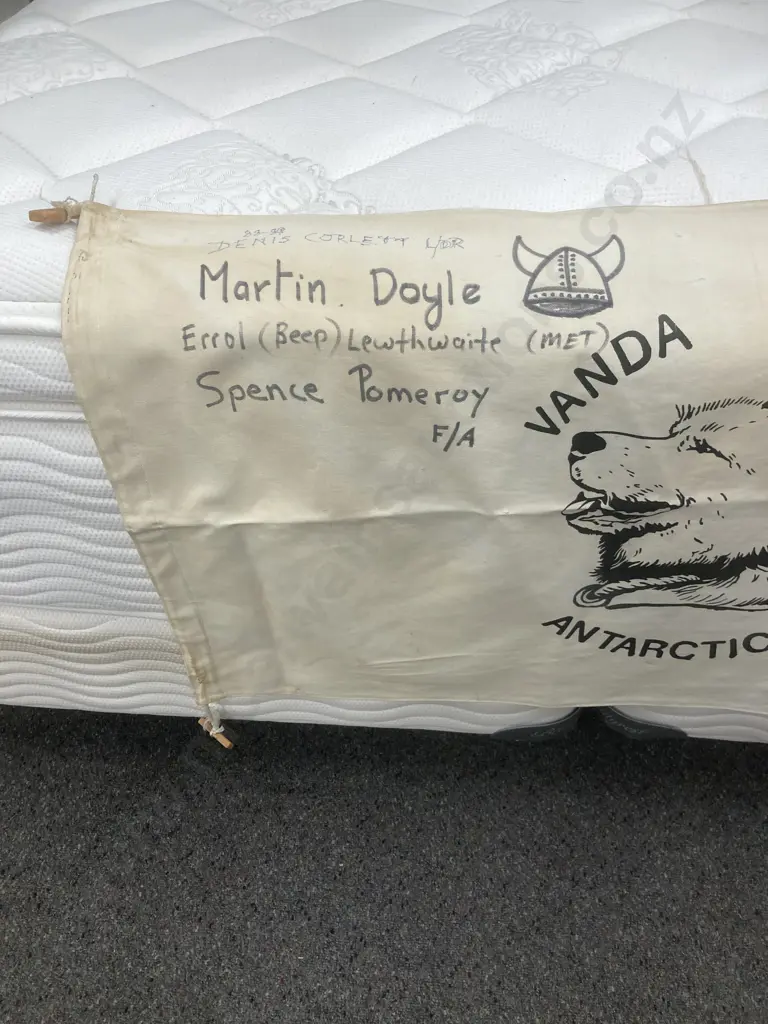 DENIS CORLETT L/DR
Martin. Doyle
Errol (Beep) Lewthwaite (MET)
Spence Pomeroy
F/A
VANDA
ANTARCTIC